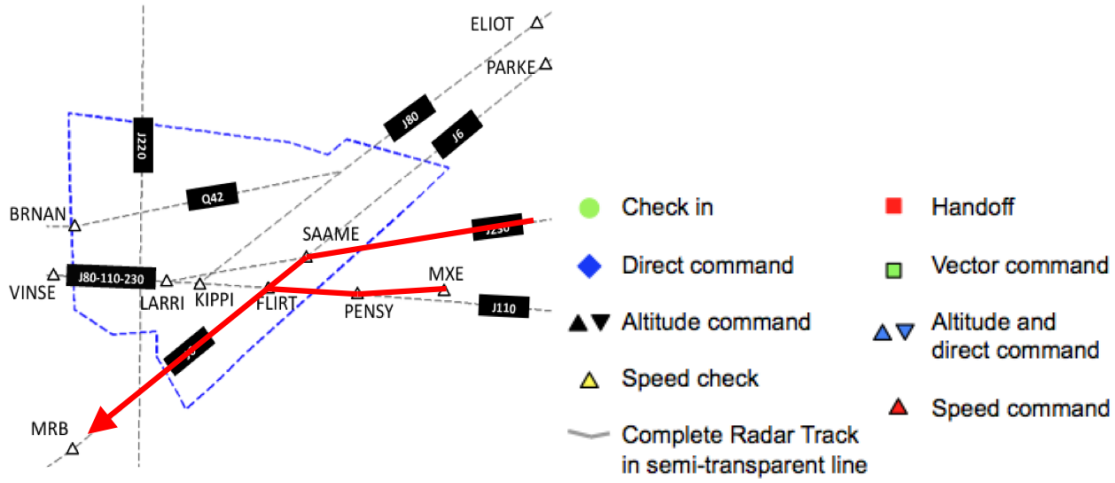 ELIOT
PARKE
J80
J6
J220
Q42
BRNAN
SAAME
J230
VINSE
J80-110-230
LARRI
KIPPI
FLIRT
PENSY
MXE
J110
MRB
Check in
Direct command
Altitude command
Speed check
Complete Radar Track
in semi-transparent line
Handoff
Vector command
Altitude and
direct command
Speed command